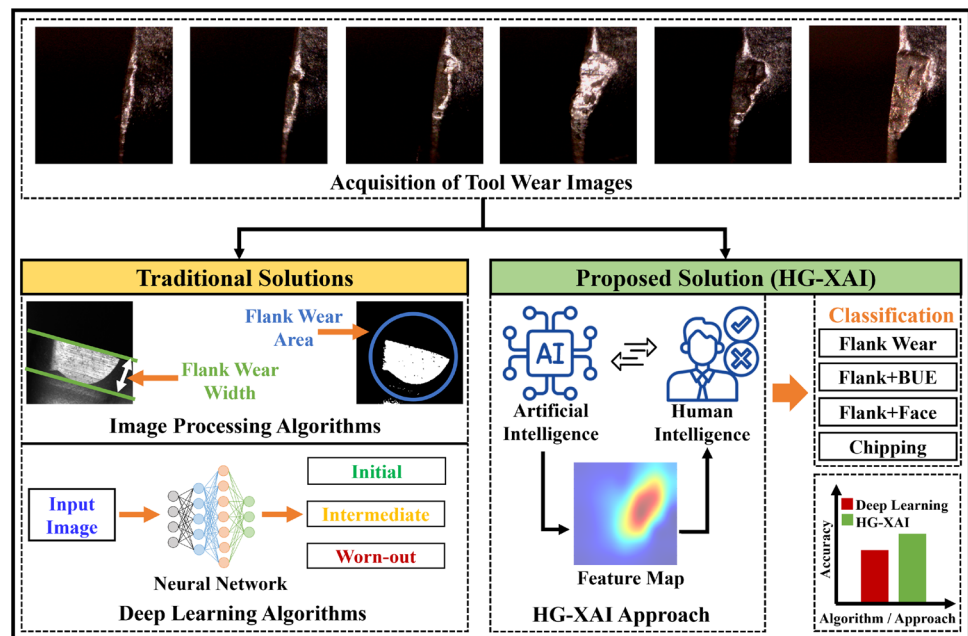 Acquisition of Tool Wear Images
Traditional Solutions
Flank Wear
Area
Flank Wear
Width
Image Processing Algorithms
Input
Image
Neural Network
Initial
Intermediate
Worn-out
Deep Learning Algorithms
Proposed Solution (HG-XAI)
AI
Artificial
Intelligence
Human
Intelligence
Feature Map
HG-XAI Approach
Classification
Flank Wear
Flank+BUE
Flank+Face
Chipping
Deep Learning
HG-XAI
Accuracy
Algorithm / Approach